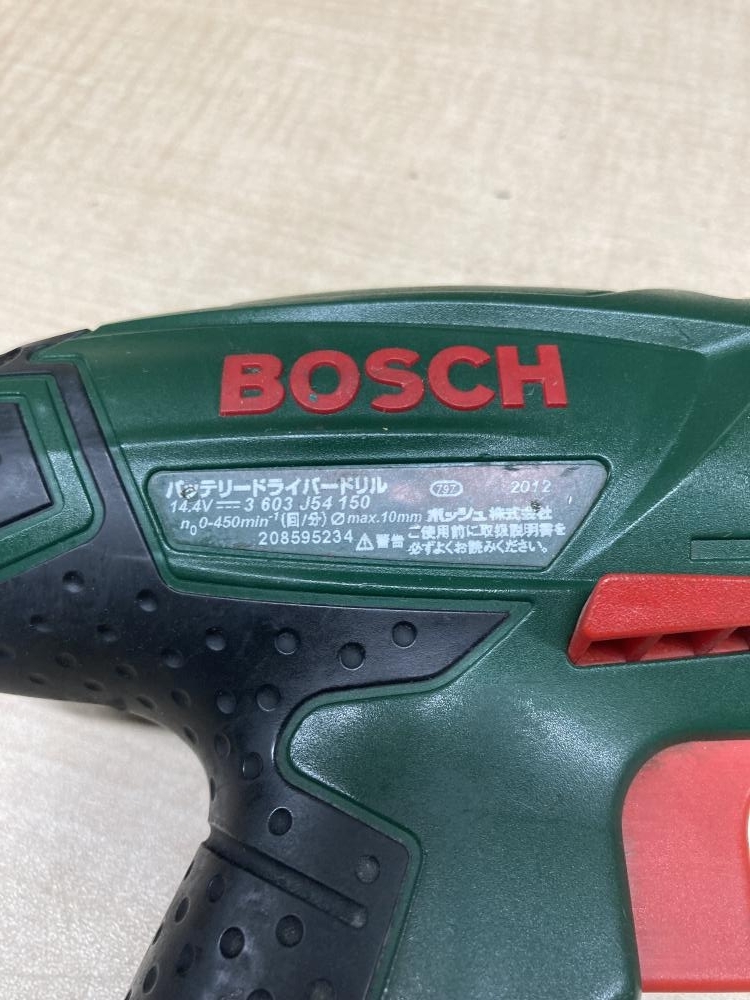 BOSCH
バッテリードライバードリル 797 2012
14.4V⎓ 3 603 J54 150
n₀0-450min⁻¹(回/分) Ømax.10mm ボッシュ株式会社
208595234 ⚠警告 ご使用前に取扱説明書を
必ずよくお読みください。